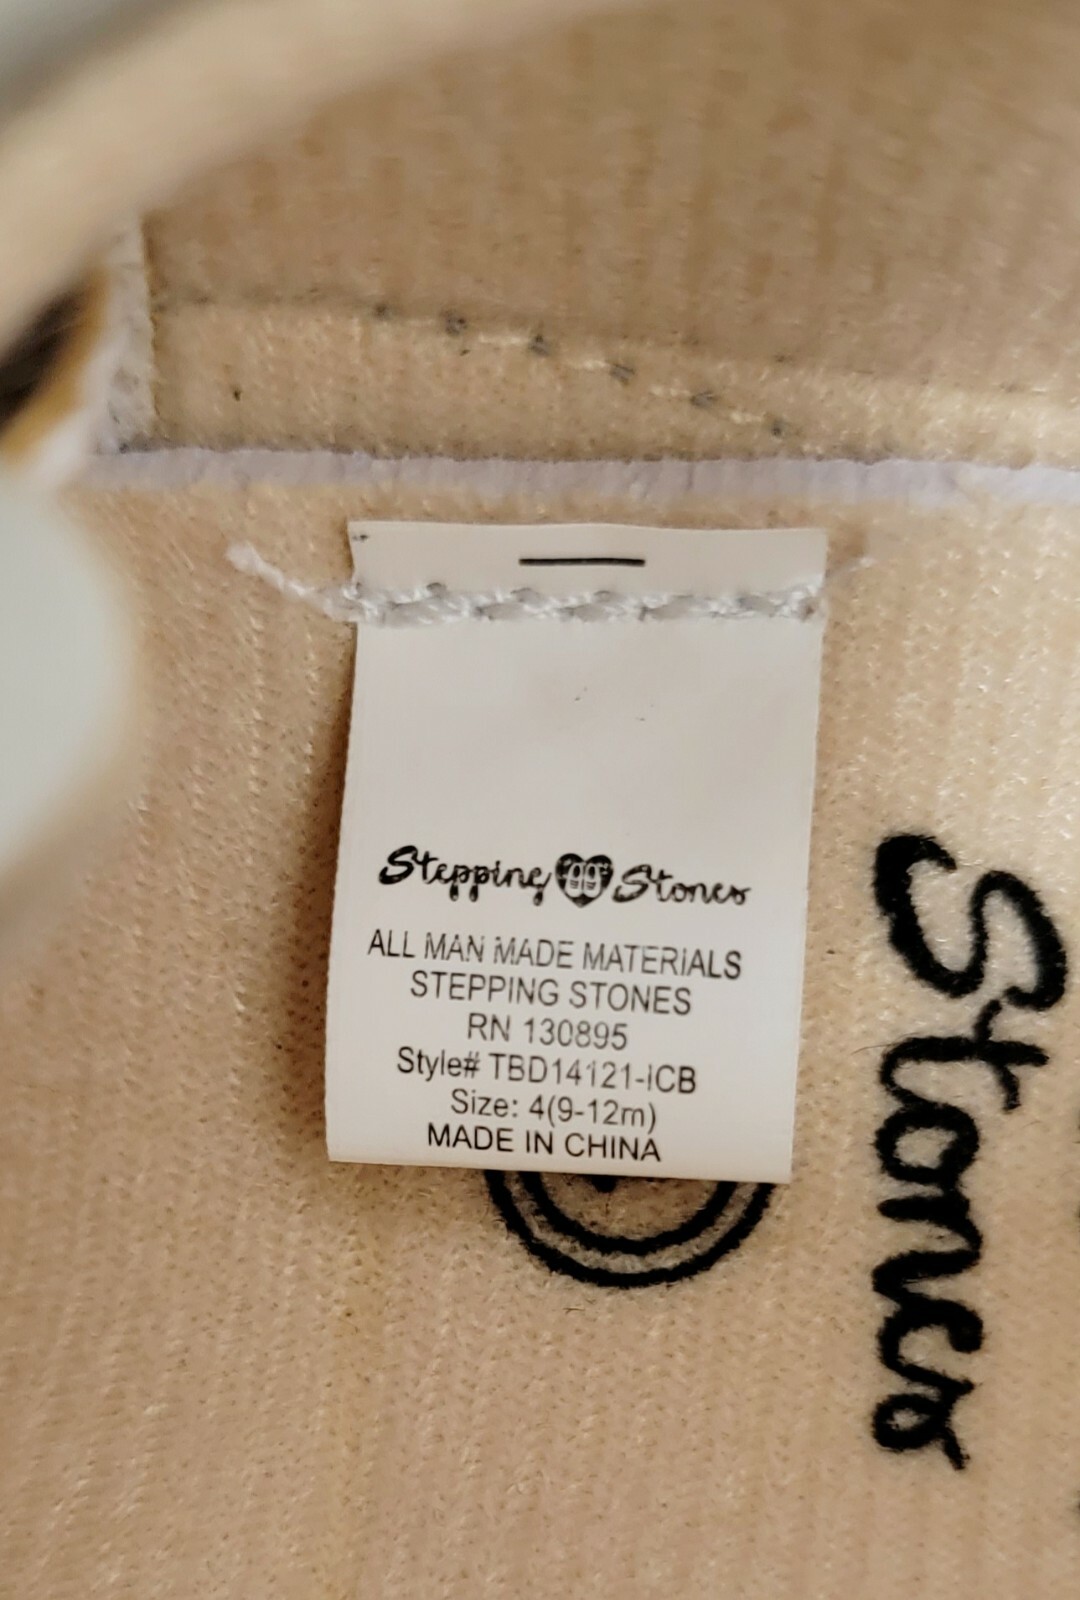 Stepping Stones
ALL MAN MADE MATERIALS
STEPPING STONES
RN 130895
Style# TBD14121-ICB
Size: 4(9-12m)
MADE IN CHINA
Stones